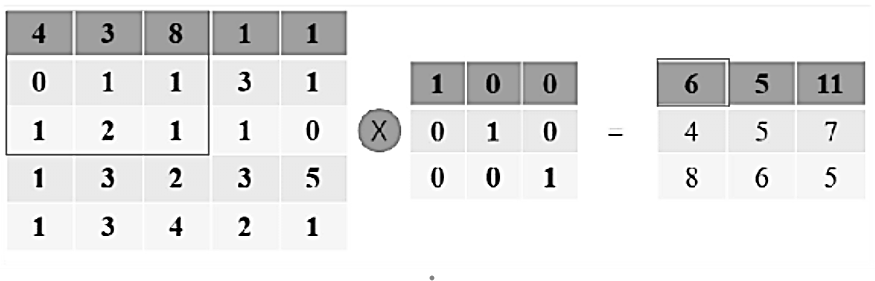 4 3 8 1 1
0 1 1 3 1
1 2 1 1 0
1 3 2 3 5
1 3 4 2 1
X
1 0 0
0 1 0
0 0 1
=
6 5 11
4 5 7
8 6 5
.